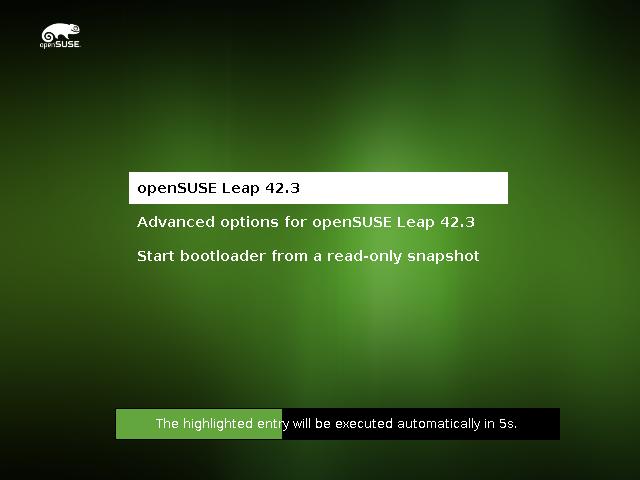 openSUSE.
openSUSE Leap 42.3
Advanced options for openSUSE Leap 42.3
Start bootloader from a read-only snapshot
The highlighted entry will be executed automatically in 5s.